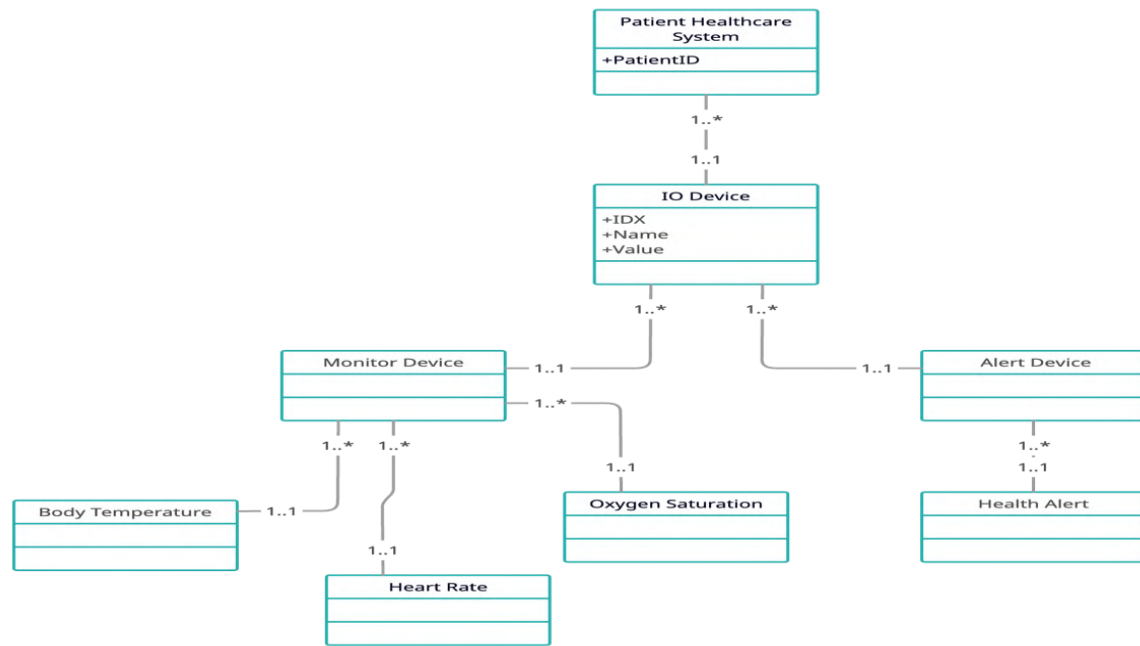 Patient Healthcare
System
+PatientID
1..*
1..1
IO Device
+IDX
+Name
+Value
1..*
1..*
Monitor Device
1..1
1..1
Alert Device
1..*
1..*
1..*
1..*
1..1
1..1
Body Temperature
1..1
Oxygen Saturation
Health Alert
1..1
Heart Rate